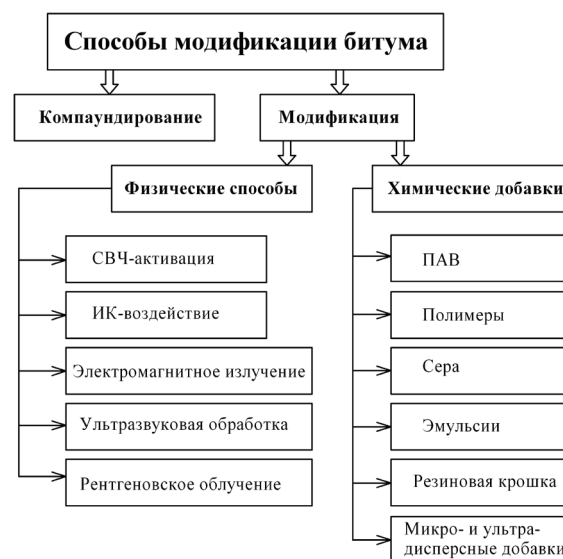 Способы модификации битума
Компаундирование
Модификация
Физические способы
Химические добавки
СВЧ-активация
ИК-воздействие
Электромагнитное излучение
Ультразвуковая обработка
Рентгеновское облучение
ПАВ
Полимеры
Сера
Эмульсии
Резиновая крошка
Микро- и ультра-
дисперсные добавки